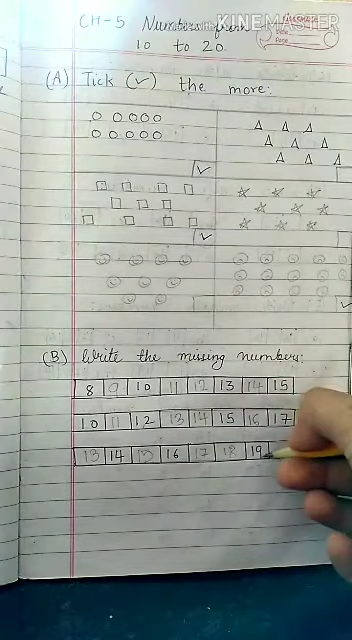 CH-5 Numbers from
10 to 20.
KINEMASTER
Date
Page
(A) Tick (✓) the more:
(B) Write the missing numbers:
8 9 10 11 12 13 14 15
10 11 12 13 14 15 16 17
13 14 15 16 17 18 19